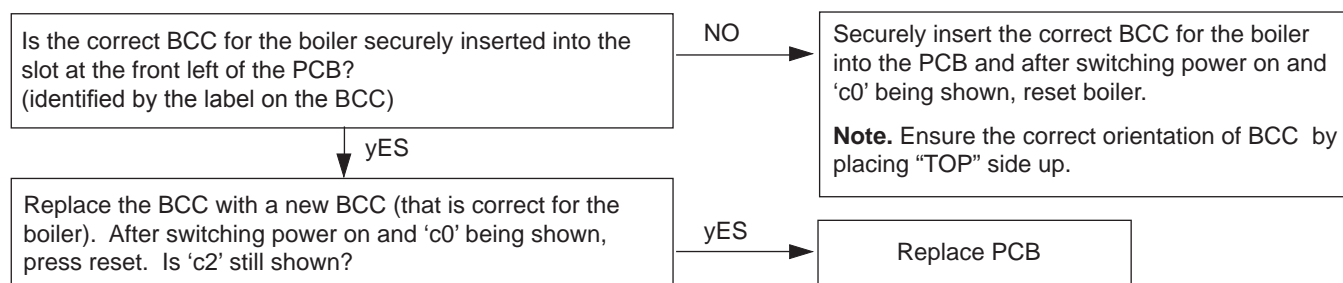 Is the correct BCC for the boiler securely inserted into the
slot at the front left of the PCB?
(identified by the label on the BCC)
NO
Securely insert the correct BCC for the boiler
into the PCB and after switching power on and
‘c0’ being shown, reset boiler.
Note. Ensure the correct orientation of BCC by
placing “TOP” side up.
yES
Replace the BCC with a new BCC (that is correct for the
boiler). After switching power on and ‘c0’ being shown,
press reset. Is ‘c2’ still shown?
yES
Replace PCB